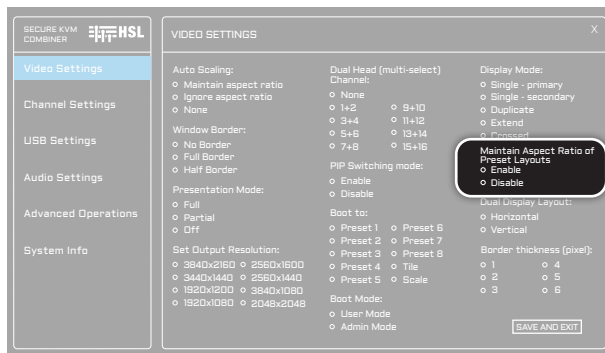 SECURE KVM
COMBINER
HSL
VIDEO SETTINGS
X
Video Settings
Channel Settings
USB Settings
Audio Settings
Advanced Operations
System Info
Auto Scaling:
Maintain aspect ratio
Ignore aspect ratio
None
Window Border:
No Border
Full Border
Half Border
Presentation Mode:
Full
Partial
Off
Set Output Resolution:
3840x2160 2560x1600
3440x1440 2560x1440
1920x1200 3840x1080
1920x1080 2048x2048
Dual Head (multi-select)
Channel:
None
1+2 9+10
3+4 11+12
5+6 13+14
7+8 15+16
PIP Switching mode:
Enable
Disable
Boot to:
Preset 1 Preset 6
Preset 2 Preset 7
Preset 3 Preset 8
Preset 4 Tile
Preset 5 Scale
Boot Mode:
User Mode
Admin Mode
Display Mode:
Single - primary
Single - secondary
Duplicate
Extend
Crossed
Maintain Aspect Ratio of
Preset Layouts
Enable
Disable
Dual Display Layout:
Horizontal
Vertical
Border thickness (pixel):
1 4
2 5
3 6
SAVE AND EXIT